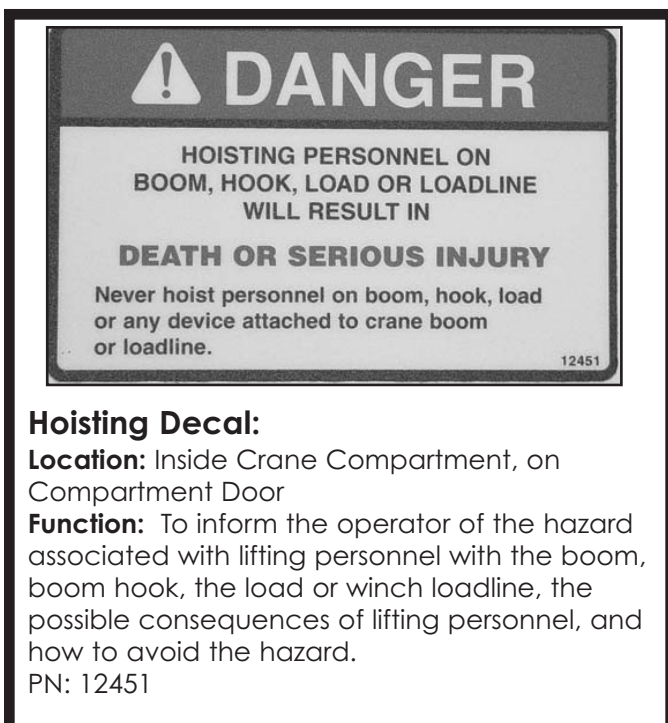 DANGER
HOISTING PERSONNEL ON
BOOM, HOOK, LOAD OR LOADLINE
WILL RESULT IN
DEATH OR SERIOUS INJURY
Never hoist personnel on boom, hook, load
or any device attached to crane boom
or loadline.
12451
Hoisting Decal:
Location: Inside Crane Compartment, on
Compartment Door
Function: To inform the operator of the hazard
associated with lifting personnel with the boom,
boom hook, the load or winch loadline, the
possible consequences of lifting personnel, and
how to avoid the hazard.
PN: 12451